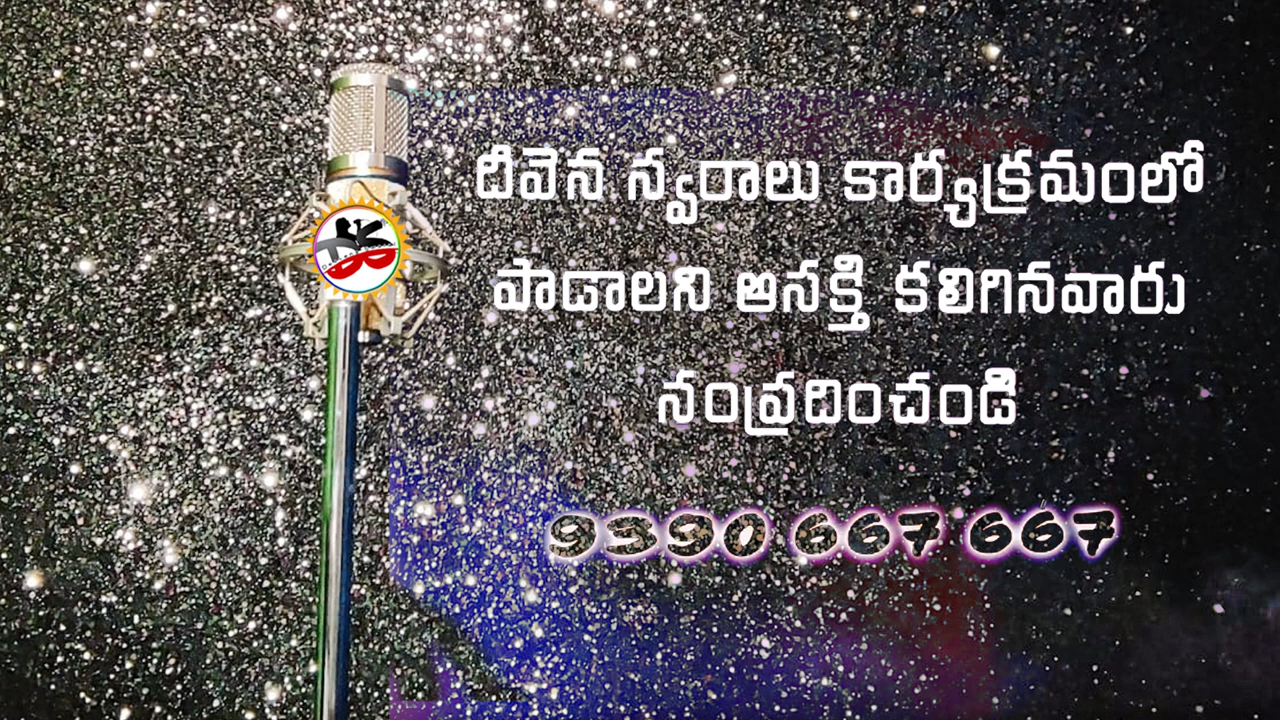 దీవెన స్వరాలు కార్యక్రమంలో
పాడాలని ఆసక్తి కలిగినవారు
సంప్రదించండి
9390 667 667